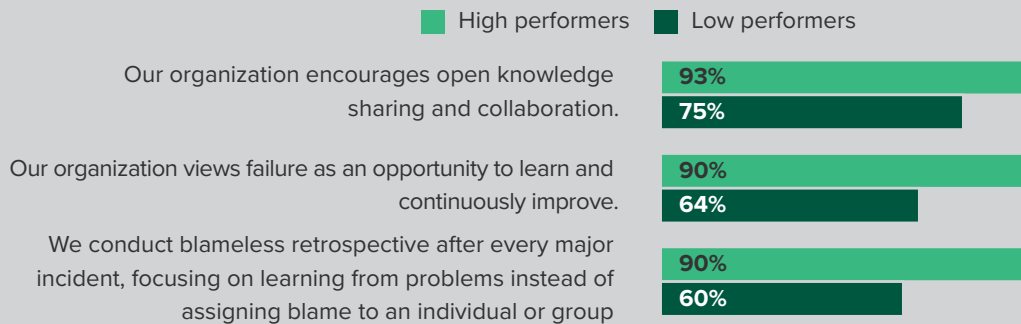 High performers
Low performers
Our organization encourages open knowledge
sharing and collaboration.
93%
75%
Our organization views failure as an opportunity to learn and
continuously improve.
90%
64%
We conduct blameless retrospective after every major
incident, focusing on learning from problems instead of
assigning blame to an individual or group
90%
60%